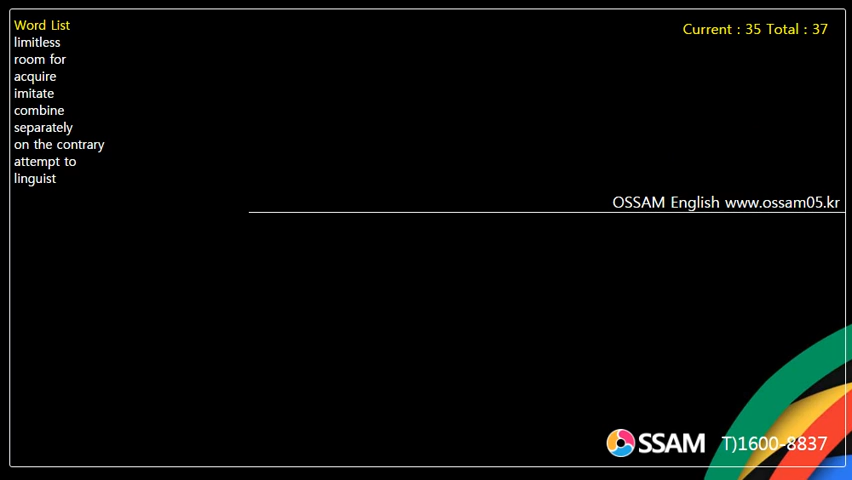 Word List
Current : 35 Total : 37
limitless
room for
acquire
imitate
combine
separately
on the contrary
attempt to
linguist
OSSAM English www.ossam05.kr
OSSAM T)1600-8837